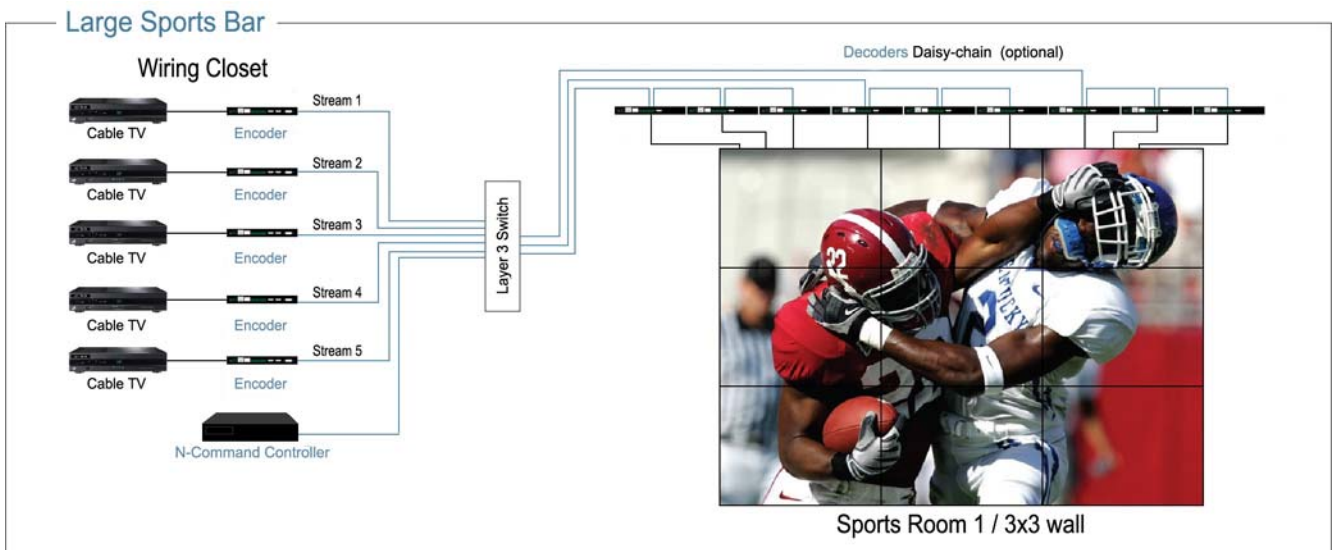 Large Sports Bar
Wiring Closet
Decoders Daisy-chain (optional)
Cable TV
Encoder
Stream 1
Cable TV
Encoder
Stream 2
Cable TV
Encoder
Stream 3
Cable TV
Encoder
Stream 4
Cable TV
Encoder
Stream 5
N-Command Controller
Layer 3 Switch
33
KENTUCKY
Sports Room 1 / 3x3 wall